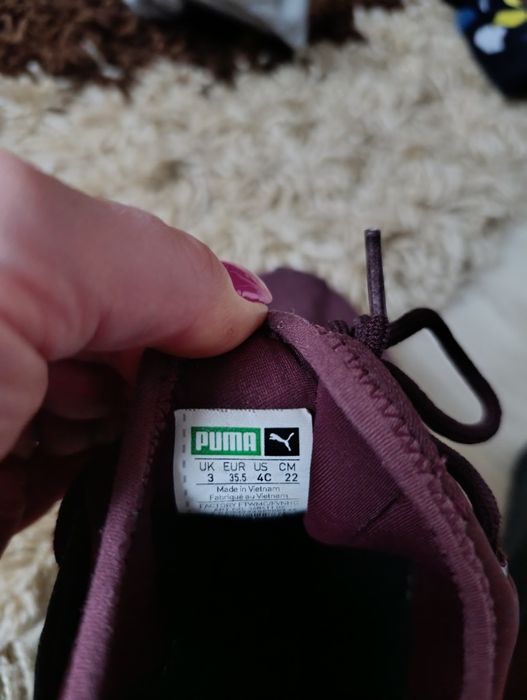 PUMA
UK EUR US CM
3 35.5 4C 22
Made in Vietnam
Fabriqué au Vietnam